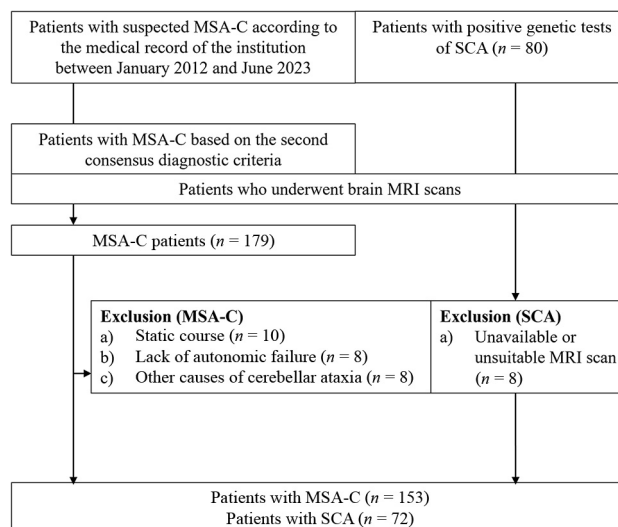 Patients with suspected MSA-C according to
the medical record of the institution
between January 2012 and June 2023
Patients with positive genetic tests
of SCA (n = 80)
Patients with MSA-C based on the second
consensus diagnostic criteria
Patients who underwent brain MRI scans
MSA-C patients (n = 179)
Exclusion (MSA-C)
a) Static course (n = 10)
b) Lack of autonomic failure (n = 8)
c) Other causes of cerebellar ataxia (n = 8)
Exclusion (SCA)
a) Unavailable or
unsuitable MRI scan
(n = 8)
Patients with MSA-C (n = 153)
Patients with SCA (n = 72)